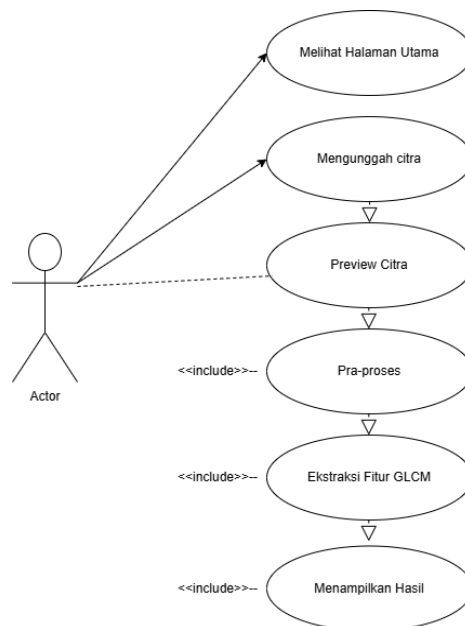 Melihat Halaman Utama
Mengunggah citra
Preview Citra
<<include>>--
Pra-proses
Actor
<<include>>--
Ekstraksi Fitur GLCM
<<include>>--
Menampilkan Hasil